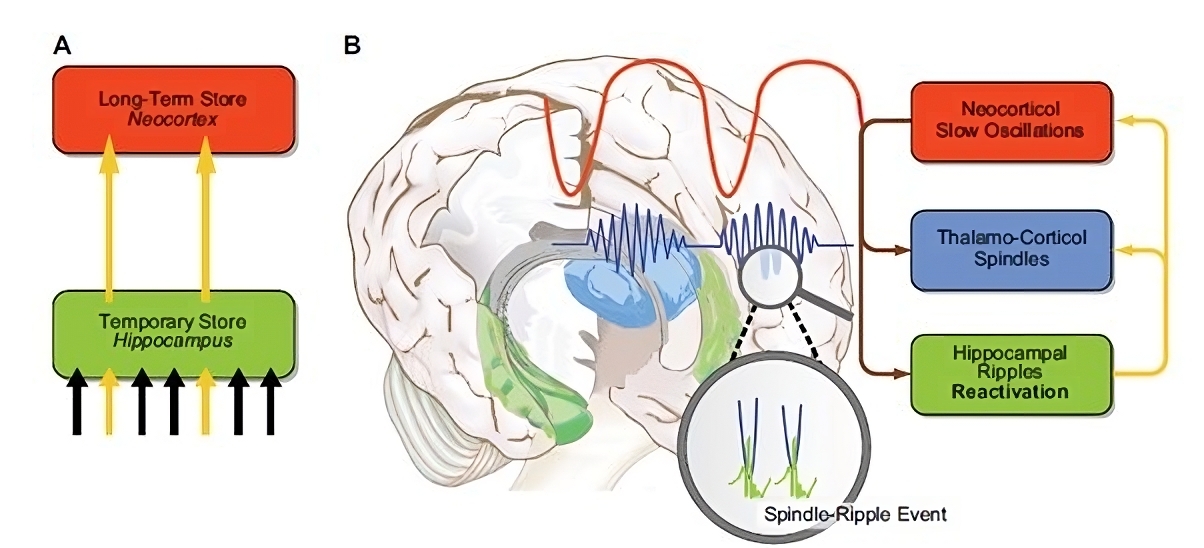 A
B
Long-Term Store
Neocortex
Temporary Store
Hippocampus
Neocorticol
Slow Oscillations
Thalamo-Corticol
Spindles
Hippocampal
Ripples
Reactivation
Spindle-Ripple Event